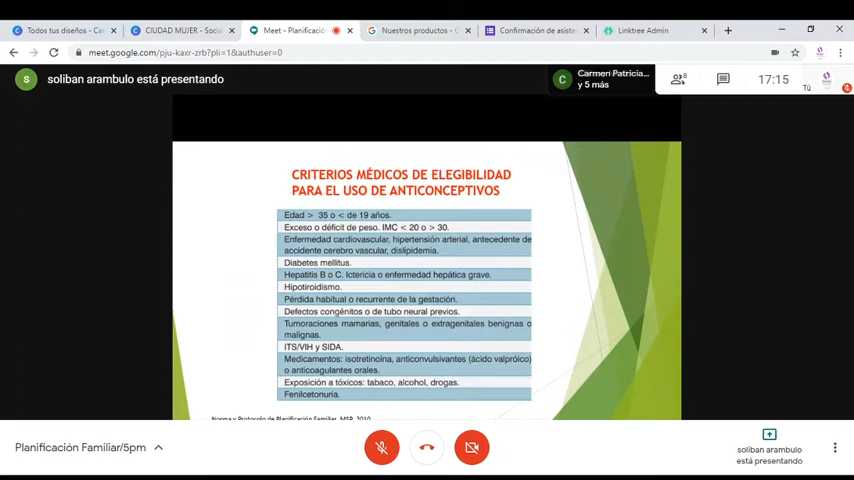 Todos tus diseños - Can
CIUDAD MUJER - Socia
Meet - Planificación
Nuestros productos - G
Confirmación de asiste
Linktree Admin
meet.google.com/pju-kaxr-zrb?pli=1&authuser=0
S
soliban arambulo está presentando
C
Carmen Patricia...
y 5 más
8
17:15
Tú
CRITERIOS MÉDICOS DE ELEGIBILIDAD
PARA EL USO DE ANTICONCEPTIVOS
Edad > 35 o < de 19 años.
Exceso o déficit de peso. IMC < 20 o > 30.
Enfermedad cardiovascular, hipertensión arterial, antecedente de
accidente cerebro vascular, dislipidemia.
Diabetes mellitus.
Hepatitis B o C. Ictericia o enfermedad hepática grave.
Hipotiroidismo.
Pérdida habitual o recurrente de la gestación.
Defectos congénitos o de tubo neural previos.
Tumoraciones mamarias, genitales o extragenitales benignas o
malignas.
ITS/VIH y SIDA.
Medicamentos: isotretinoína, anticonvulsivantes (ácido valpróico)
o anticoagulantes orales.
Exposición a tóxicos: tabaco, alcohol, drogas.
Fenilcetonuria.
Norma y Protocolo de Planificación Familiar. MSP. 2010
Planificación Familiar/5pm
soliban arambulo
está presentando